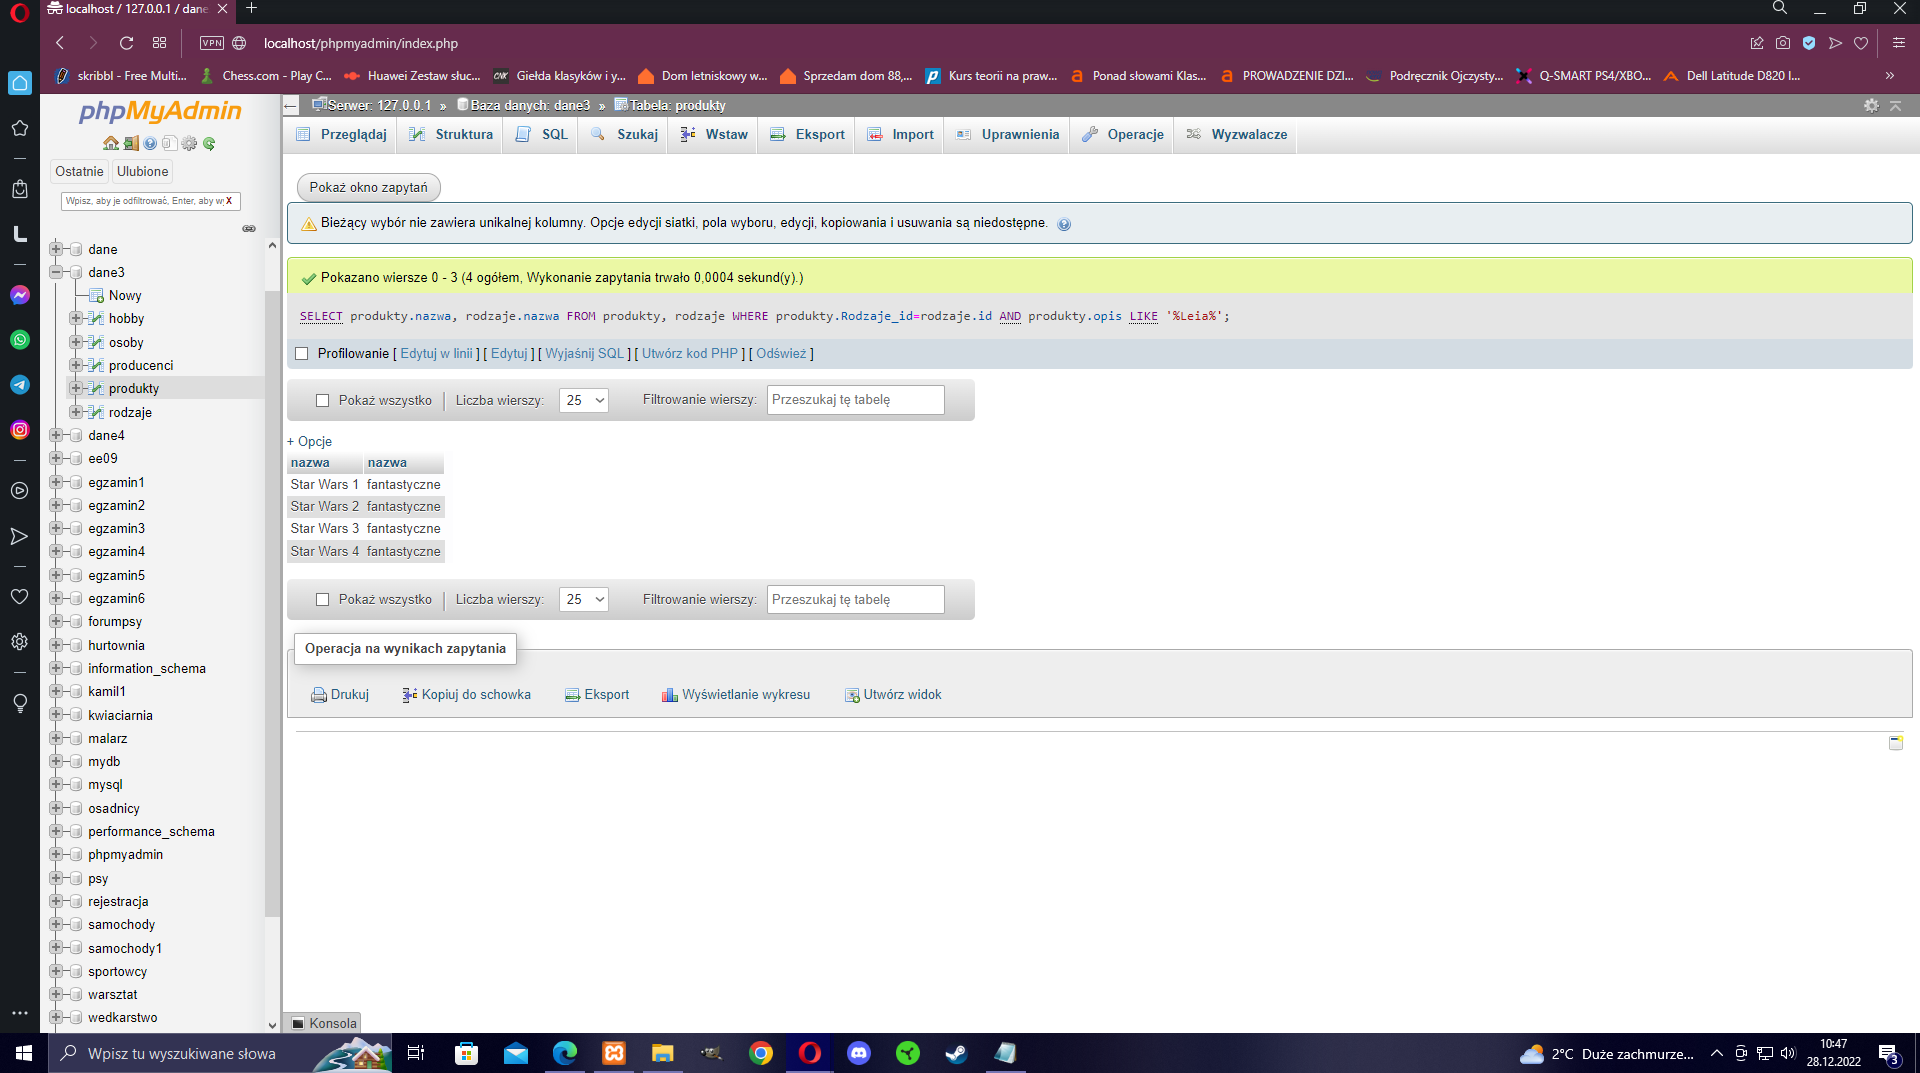 localhost / 127.0.0.1 / dane
VPN
localhost/phpmyadmin/index.php
skribbl - Free Multi...
Chess.com - Play C...
Huawei Zestaw słuc...
Giełda klasyków i y...
Dom letniskowy w...
Sprzedam dom 88,...
Kurs teorii na praw...
Ponad słowami Klas...
PROWADZENIE DZI...
Podręcznik Ojczysty...
Q-SMART PS4/XBO...
Dell Latitude D820 I...
»
phpMyAdmin
Ostatnie Ulubione
Wpisz, aby je odfiltrować, Enter, aby wy X
dane
dane3
Nowy
hobby
osoby
producenci
produkty
rodzaje
dane4
ee09
egzamin1
egzamin2
egzamin3
egzamin4
egzamin5
egzamin6
forumpsy
hurtownia
information_schema
kamil1
kwiaciarnia
malarz
mydb
mysql
osadnicy
performance_schema
phpmyadmin
psy
rejestracja
samochody
samochody1
sportowcy
warsztat
wedkarstwo
Serwer: 127.0.0.1 » Baza danych: dane3 » Tabela: produkty
Przeglądaj Struktura SQL Szukaj Wstaw Eksport Import Uprawnienia Operacje Wyzwalacze
Pokaż okno zapytań
Bieżący wybór nie zawiera unikalnej kolumny. Opcje edycji siatki, pola wyboru, edycji, kopiowania i usuwania są niedostępne.
Pokazano wiersze 0 - 3 (4 ogółem, Wykonanie zapytania trwało 0,0004 sekund(y).)
SELECT produkty.nazwa, rodzaje.nazwa FROM produkty, rodzaje WHERE produkty.Rodzaje_id=rodzaje.id AND produkty.opis LIKE '%Leia%';
Profilowanie [ Edytuj w linii ] [ Edytuj ] [ Wyjaśnij SQL ] [ Utwórz kod PHP ] [ Odśwież ]
Pokaż wszystko | Liczba wierszy: 25 Filtrowanie wierszy: Przeszukaj tę tabelę
+ Opcje
nazwa nazwa
Star Wars 1 fantastyczne
Star Wars 2 fantastyczne
Star Wars 3 fantastyczne
Star Wars 4 fantastyczne
Pokaż wszystko | Liczba wierszy: 25 Filtrowanie wierszy: Przeszukaj tę tabelę
Operacja na wynikach zapytania
Drukuj Kopiuj do schowka Eksport Wyświetlanie wykresu Utwórz widok
Konsola
Wpisz tu wyszukiwane słowa
2°C Duże zachmurze...
10:47
28.12.2022
3